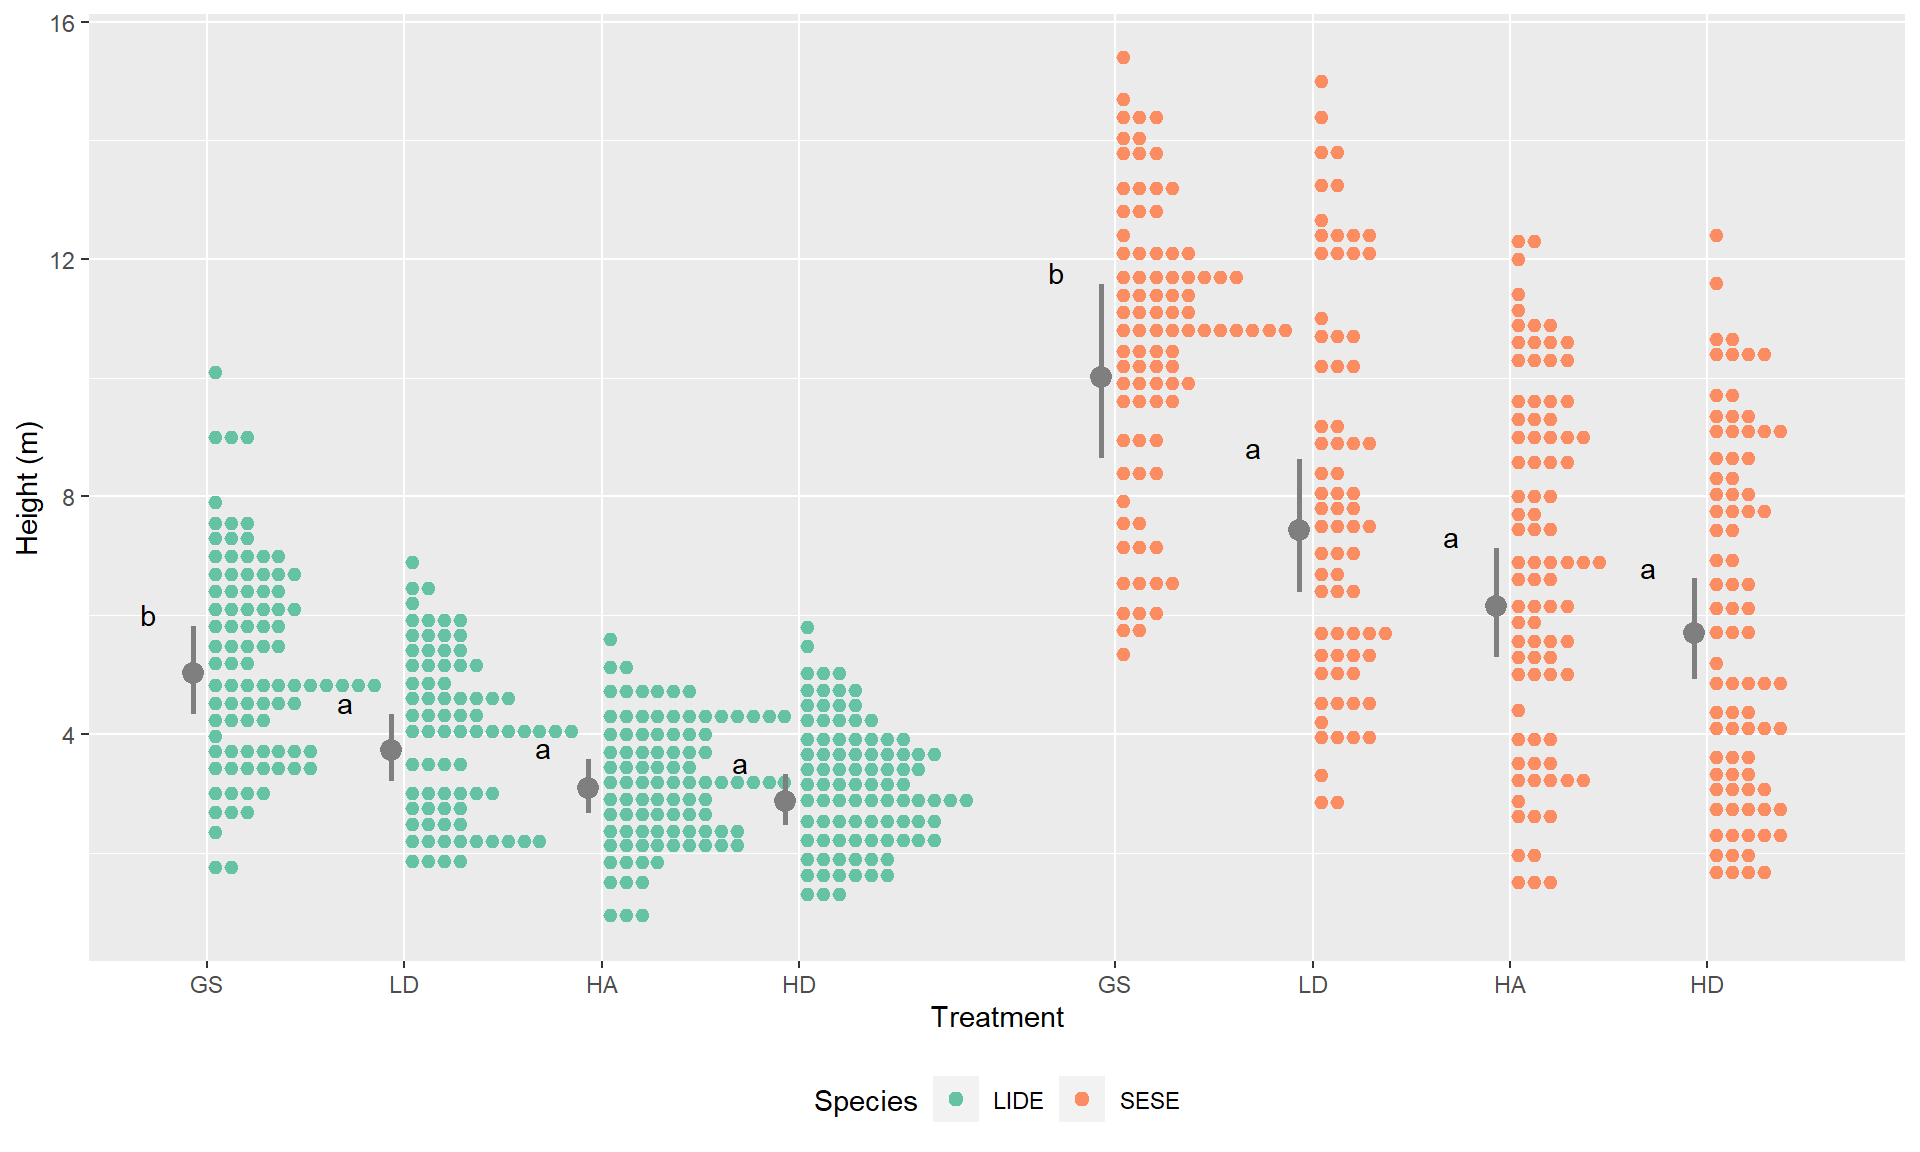 16
12
8
4
Height (m)
b
a
a
a
b
a
a
a
GS LD HA HD GS LD HA HD
Treatment
Species LIDE SESE